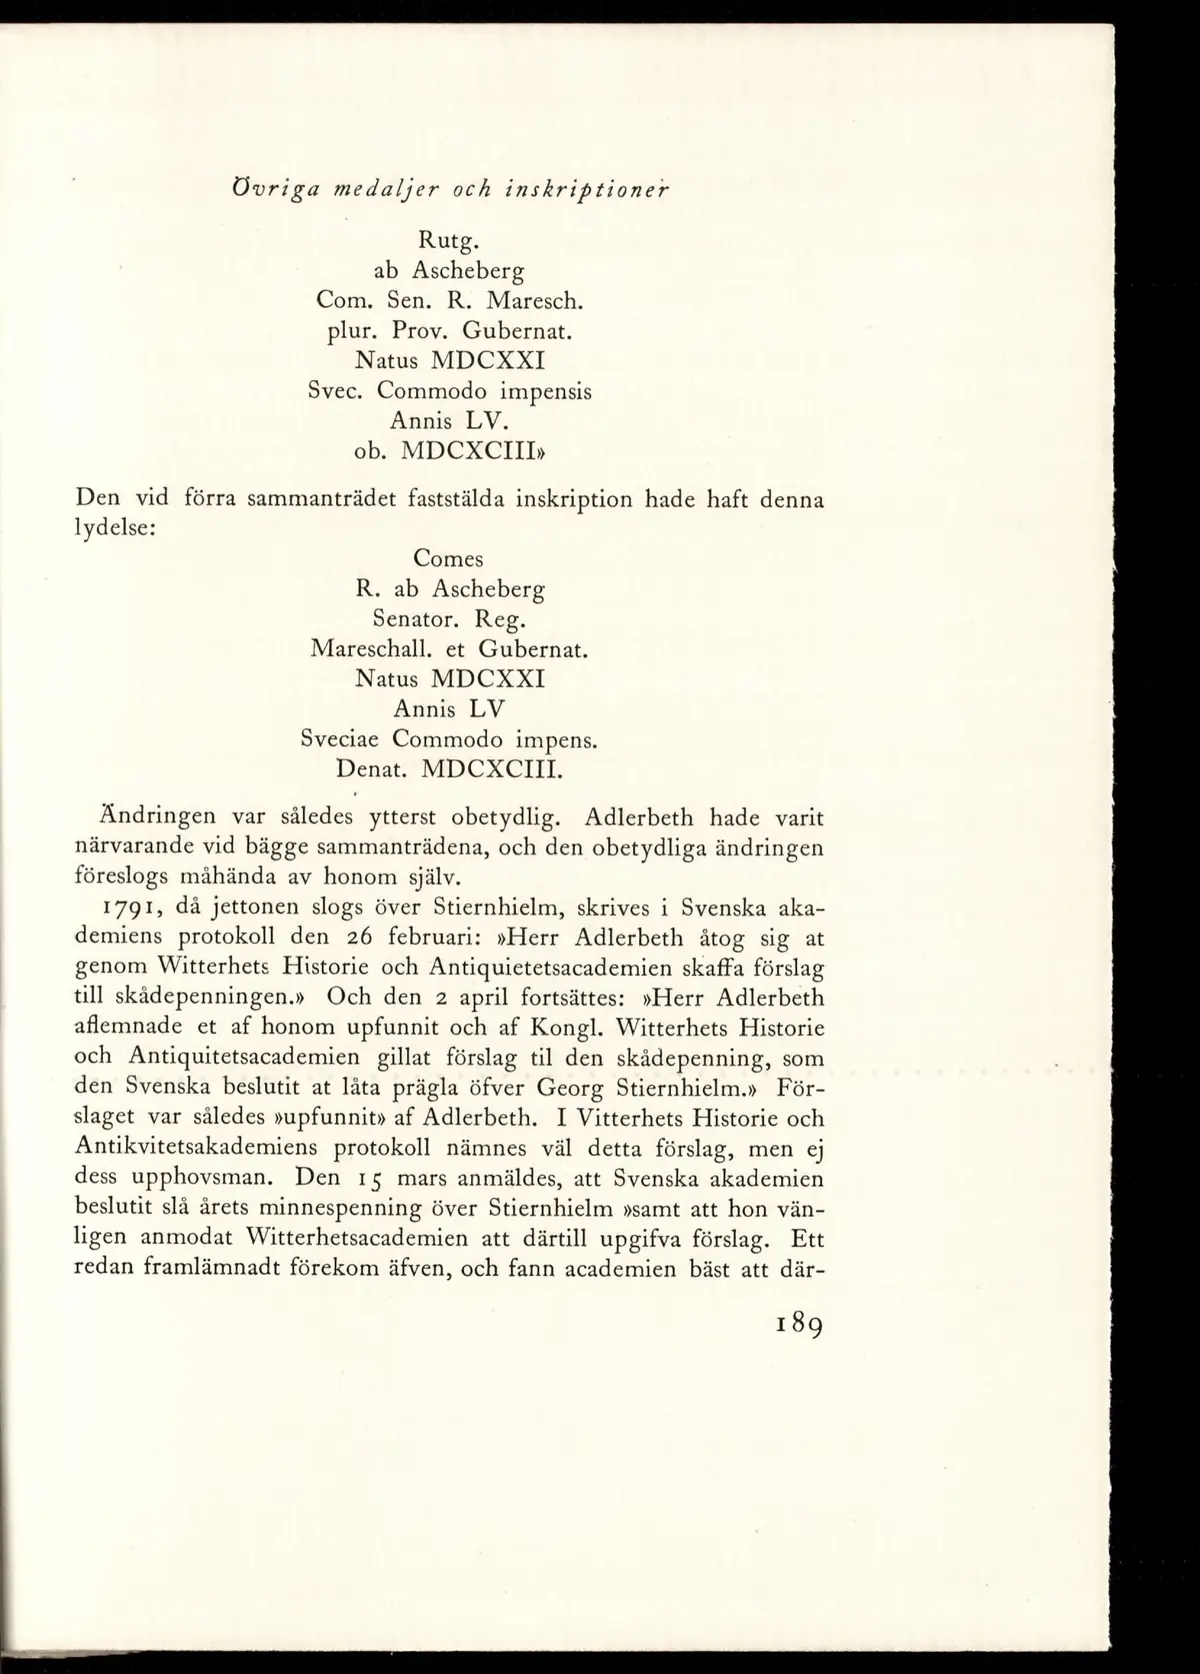 Övriga medaljer och inskriptioner
Rutg.
ab Ascheberg
Com. Sen. R. Maresch.
plur. Prov. Gubernat.
Natus MDCXXI
Svec. Commodo impensis
Annis LV.
ob. MDCXCIII»
Den vid förra sammanträdet faststälda inskription hade haft denna
lydelse:
Comes
R. ab Ascheberg
Senator. Reg.
Mareschall. et Gubernat.
Natus MDCXXI
Annis LV
Sveciae Commodo impens.
Denat. MDCXCIII.
Ändringen var således ytterst obetydlig. Adlerbeth hade varit
närvarande vid bägge sammanträdena, och den obetydliga ändringen
föreslogs måhända av honom själv.
1791, då jettonen slogs över Stiernhielm, skrives i Svenska aka-
demiens protokoll den 26 februari: »Herr Adlerbeth åtog sig at
genom Witterhets Historie och Antiquietetsacademien skaffa förslag
till skådepenningen.» Och den 2 april fortsättes: »Herr Adlerbeth
aflemnade et af honom upfunnit och af Kongl. Witterhets Historie
och Antiquitetsacademien gillat förslag til den skådepenning, som
den Svenska beslutit at låta prägla öfver Georg Stiernhielm.» För-
slaget var således »upfunnit» af Adlerbeth. I Vitterhets Historie och
Antikvitetsakademiens protokoll nämnes väl detta förslag, men ej
dess upphovsman. Den 15 mars anmäldes, att Svenska akademien
beslutit slå årets minnespenning över Stiernhielm »samt att hon vän-
ligen anmodat Witterhetsacademien att därtill upgifva förslag. Ett
redan framlämnadt förekom äfven, och fann academien bäst att där-
189